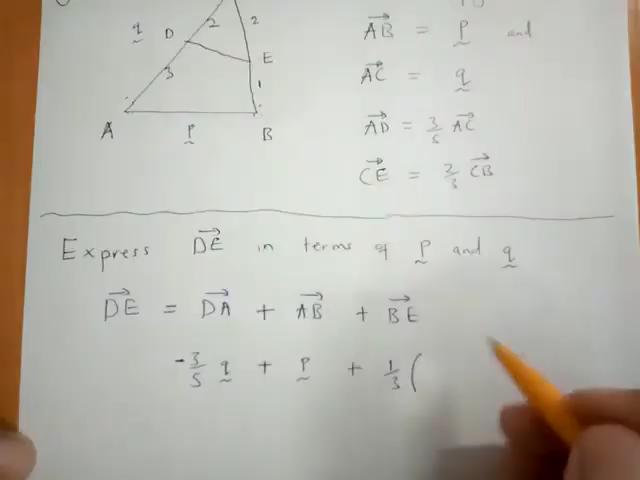 q D 2 2
3 E
1
A p B
AB = p and
AC = q
AD = 3/5 AC
CE = 2/3 CB
Express DE in terms of p and q
DE = DA + AB + BE
-3/5 q + p + 1/3 (